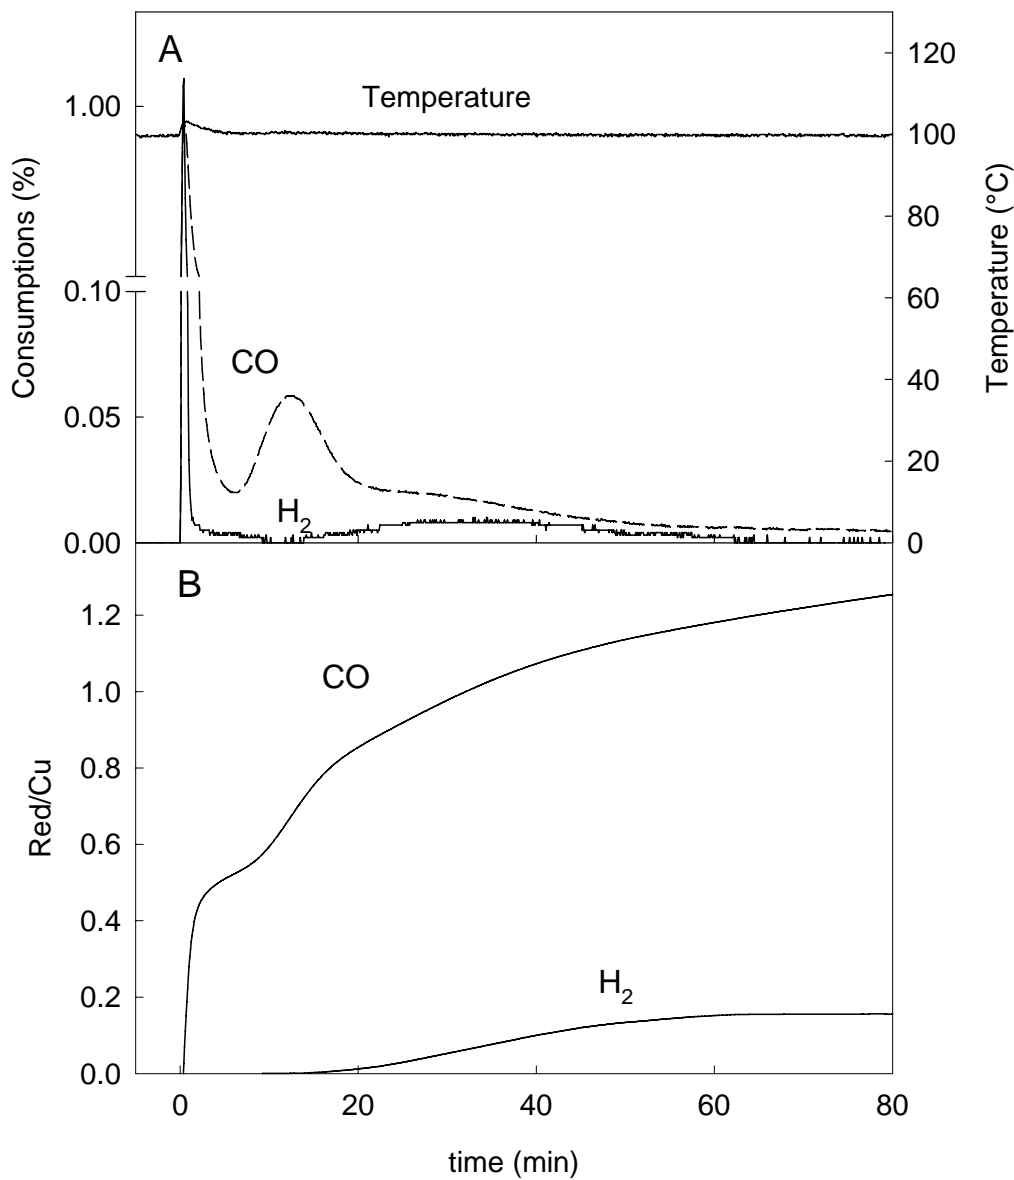 A
Temperature
120
100
80
60
40
20
0
Temperature (°C)
1.00
0.10
0.05
0.00
Consumptions (%)
CO
H2
B
1.2
1.0
0.8
0.6
0.4
0.2
0.0
Red/Cu
CO
H2
0 20 40 60 80
time (min)